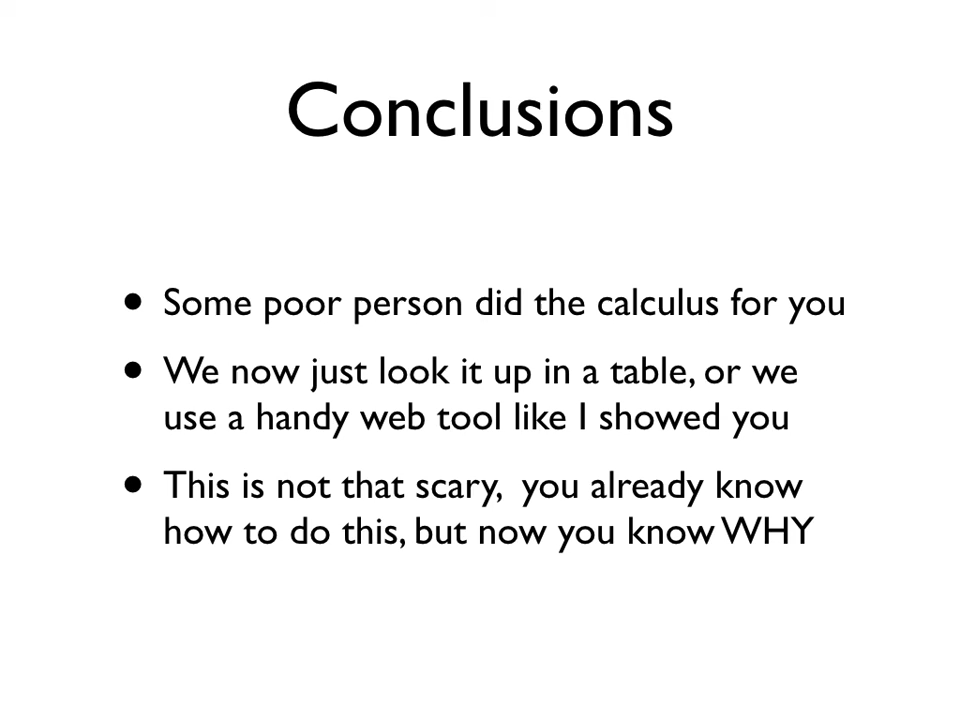 Conclusions
• Some poor person did the calculus for you
• We now just look it up in a table, or we
use a handy web tool like I showed you
• This is not that scary,  you already know
how to do this, but now you know WHY